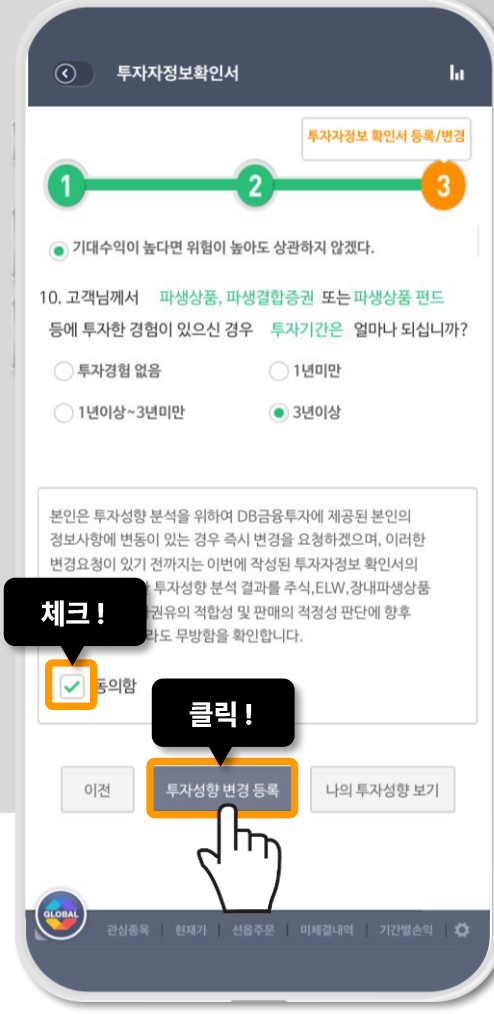 투자자정보확인서
투자자정보 확인서 등록/변경
1
2
3
기대수익이 높다면 위험이 높아도 상관하지 않겠다.
10. 고객님께서 파생상품, 파생결합증권 또는 파생상품 펀드
등에 투자한 경험이 있으신 경우 투자기간은 얼마나 되십니까?
투자경험 없음
1년미만
1년이상~3년미만
3년이상
본인은 투자성향 분석을 위하여 DB금융투자에 제공된 본인의
정보사항에 변동이 있는 경우 즉시 변경을 요청하겠으며, 이러한
변경요청이 있기 전까지는 이번에 작성된 투자자정보 확인서의
투자성향 분석 결과를 주식,ELW,장내파생상품
권유의 적합성 및 판매의 적정성 판단에 향후
라도 무방함을 확인합니다.
체크!
동의함
클릭!
이전
투자성향 변경 등록
나의 투자성향 보기
GLOBAL
관심종목
현재가
선옵주문
미체결내역
기간별손익